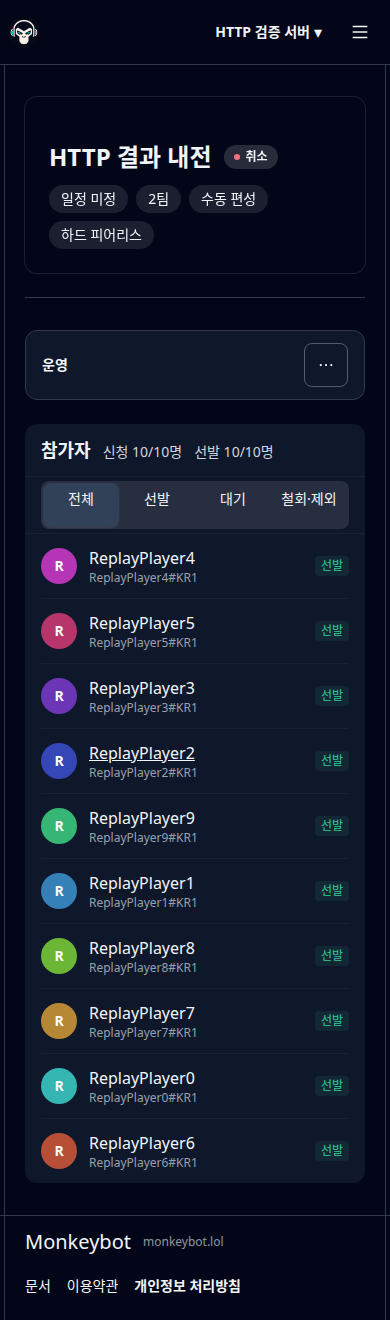 HTTP 검증 서버 ▾
HTTP 결과 내전
취소
일정 미정 2팀 수동 편성
하드 피어리스
운영 ⋯
참가자 신청 10/10명 선발 10/10명
전체 선발 대기 철회·제외
R ReplayPlayer4 선발
ReplayPlayer4#KR1
R ReplayPlayer5 선발
ReplayPlayer5#KR1
R ReplayPlayer3 선발
ReplayPlayer3#KR1
R ReplayPlayer2 선발
ReplayPlayer2#KR1
R ReplayPlayer9 선발
ReplayPlayer9#KR1
R ReplayPlayer1 선발
ReplayPlayer1#KR1
R ReplayPlayer8 선발
ReplayPlayer8#KR1
R ReplayPlayer7 선발
ReplayPlayer7#KR1
R ReplayPlayer0 선발
ReplayPlayer0#KR1
R ReplayPlayer6 선발
ReplayPlayer6#KR1
Monkeybot monkeybot.lol
문서 이용약관 개인정보 처리방침